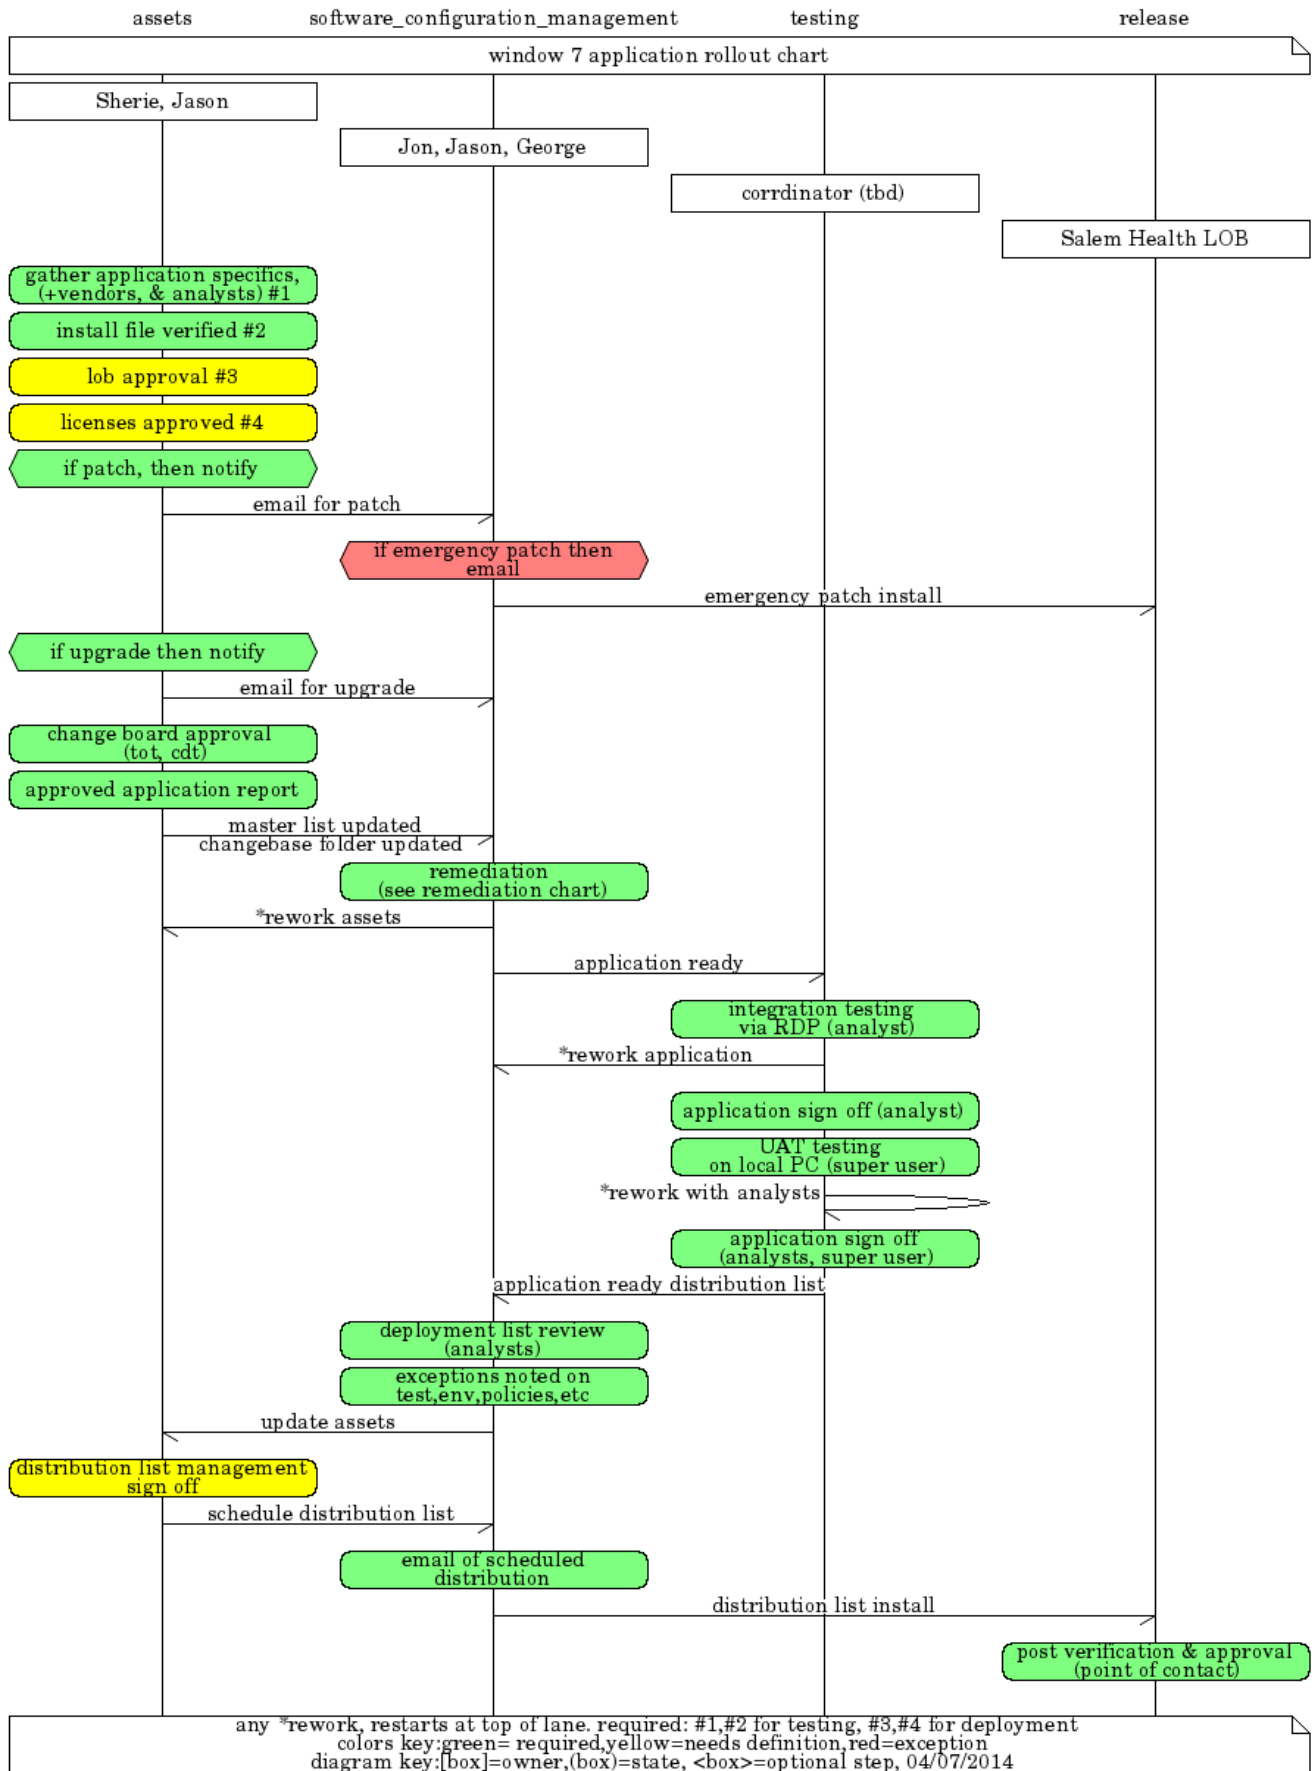 assets software_configuration_management testing release
window 7 application rollout chart
Sherie, Jason
Jon, Jason, George
corrdinator (tbd)
Salem Health LOB
gather application specifics,
(+vendors, & analysts) #1
install file verified #2
lob approval #3
licenses approved #4
if patch, then notify
email for patch
if emergency patch then
email
emergency patch install
if upgrade then notify
email for upgrade
change board approval
(tot, cdt)
approved application report
master list updated
changebase folder updated
remediation
(see remediation chart)
*rework assets
application ready
integration testing
via RDP (analyst)
*rework application
application sign off (analyst)
UAT testing
on local PC (super user)
*rework with analysts
application sign off
(analysts, super user)
application ready distribution list
deployment list review
(analysts)
exceptions noted on
test,env,policies,etc
update assets
distribution list management
sign off
schedule distribution list
email of scheduled
distribution
distribution list install
post verification & approval
(point of contact)
any *rework, restarts at top of lane. required: #1,#2 for testing, #3,#4 for deployment
colors key:green= required,yellow=needs definition,red=exception
diagram key:[box]=owner,(box)=state, <box>=optional step, 04/07/2014